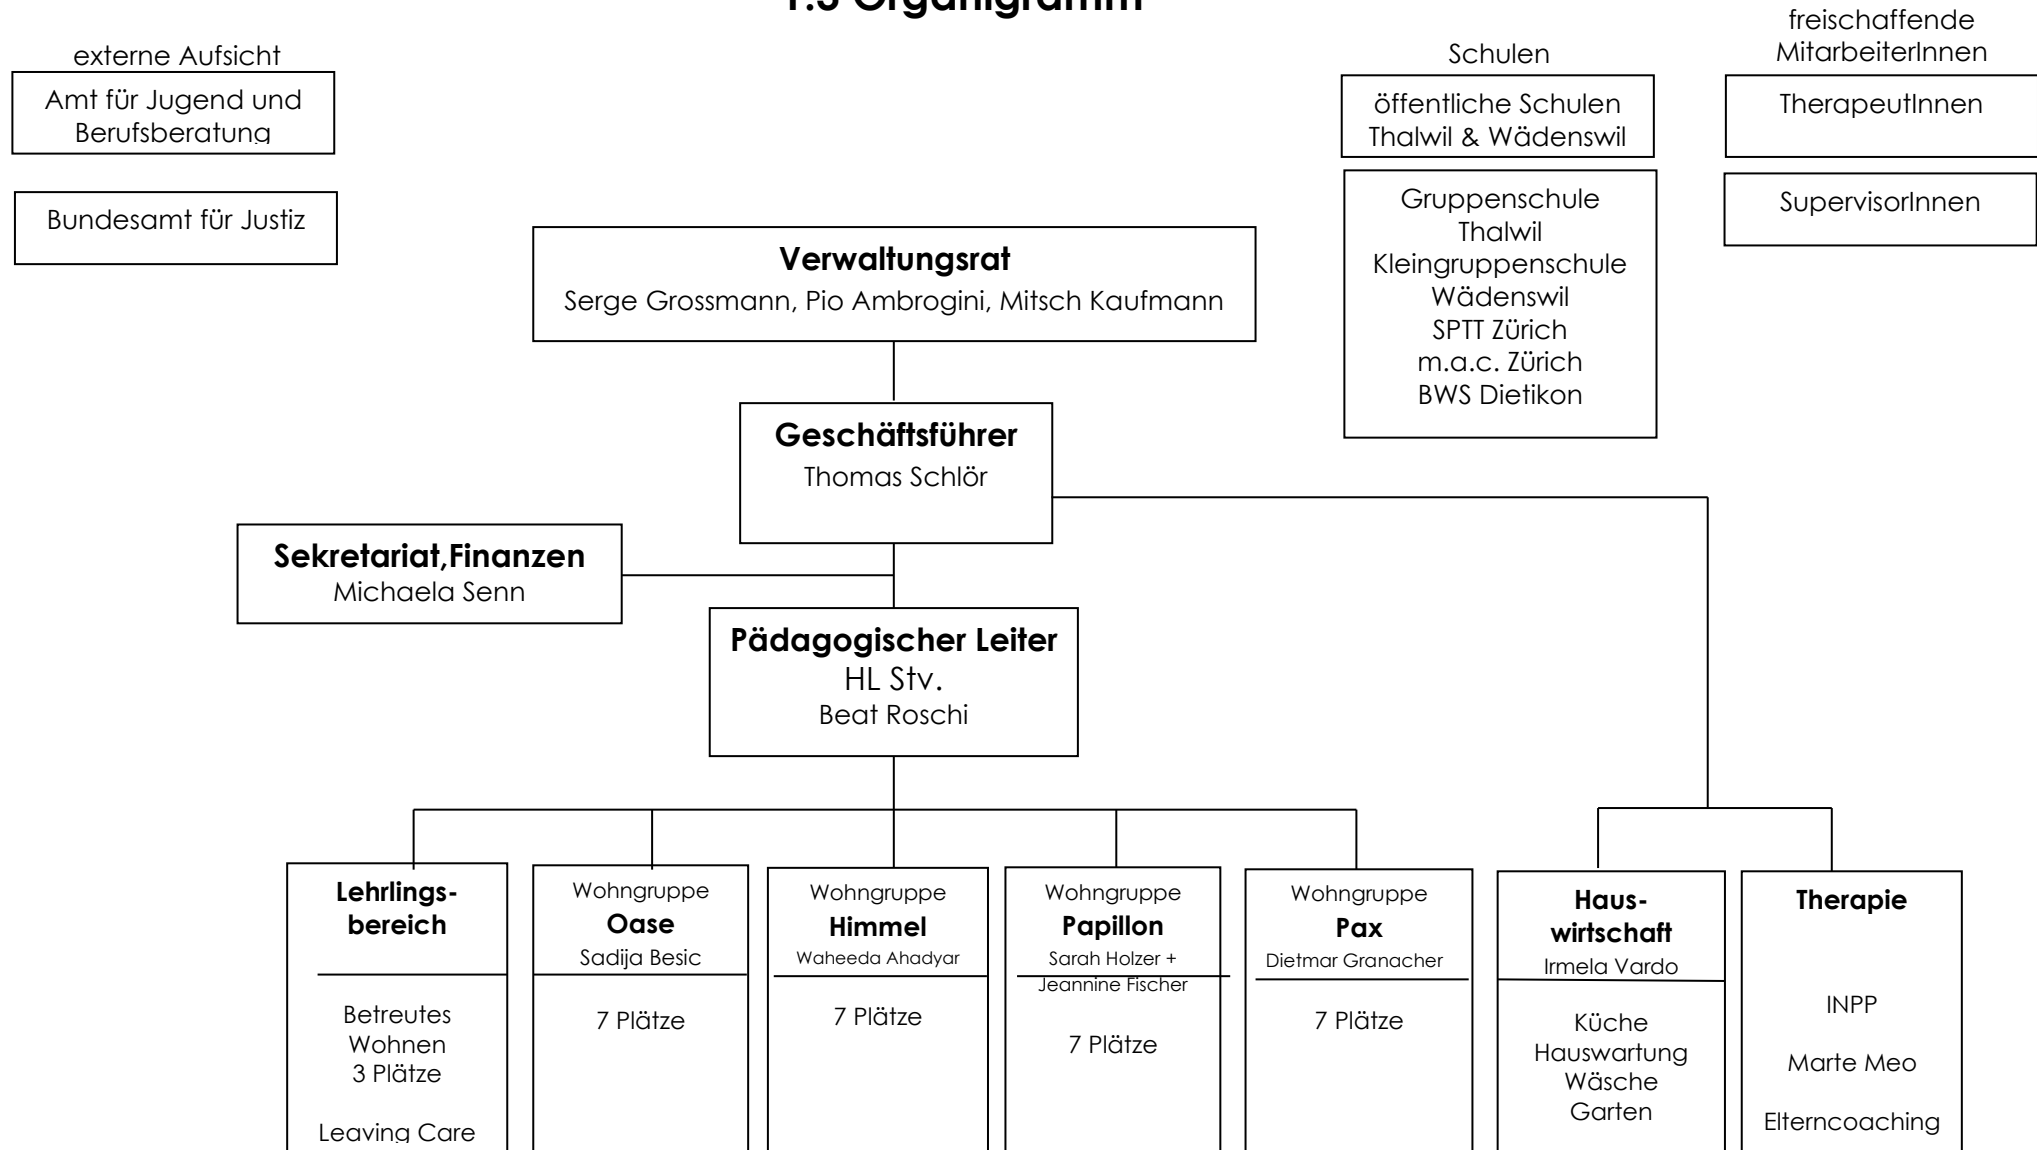 1.3 Organigramm
externe Aufsicht
Amt für Jugend und
Berufsberatung
Bundesamt für Justiz
Schulen
öffentliche Schulen
Thalwil & Wädenswil
Gruppenschule
Thalwil
Kleingruppenschule
Wädenswil
SPTT Zürich
m.a.c. Zürich
BWS Dietikon
freischaffende
MitarbeiterInnen
TherapeutInnen
SupervisorInnen
Verwaltungsrat
Serge Grossmann, Pio Ambrogini, Mitsch Kaufmann
Geschäftsführer
Thomas Schlör
Sekretariat,Finanzen
Michaela Senn
Pädagogischer Leiter
HL Stv.
Beat Roschi
Lehrlings-
bereich
Betreutes
Wohnen
3 Plätze
Leaving Care
Wohngruppe
Oase
Sadija Besic
7 Plätze
Wohngruppe
Himmel
Waheeda Ahadyar
7 Plätze
Wohngruppe
Papillon
Sarah Holzer +
Jeannine Fischer
7 Plätze
Wohngruppe
Pax
Dietmar Granacher
7 Plätze
Haus-
wirtschaft
Irmela Vardo
Küche
Hauswartung
Wäsche
Garten
Therapie
INPP
Marte Meo
Elterncoaching